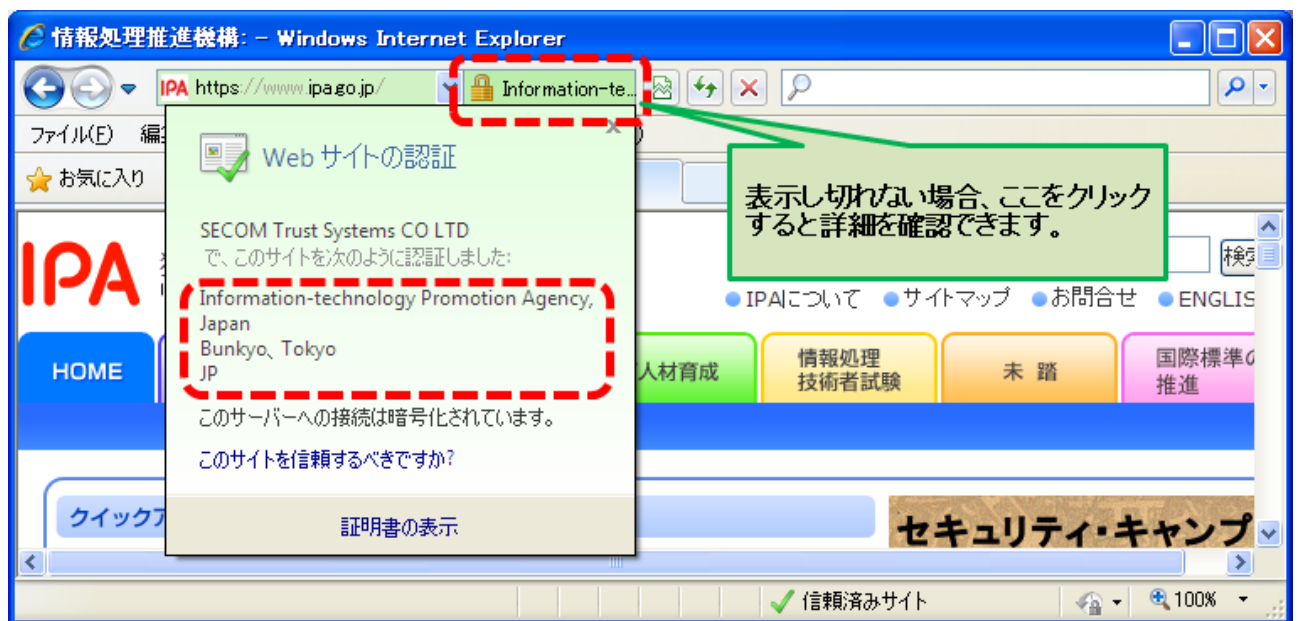 情報処理推進機構: - Windows Internet Explorer
IPA https://www.ipa.go.jp/ Information-te...
ファイル(F)
お気に入り
Web サイトの認証
SECOM Trust Systems CO LTD
で、このサイトを次のように認証しました:
Information-technology Promotion Agency,
Japan
Bunkyo、Tokyo
JP
このサーバーへの接続は暗号化されています。
このサイトを信頼するべきですか?
証明書の表示
表示し切れない場合、ここをクリック
すると詳細を確認できます。
IPA
IPAについて サイトマップ お問合せ ENGLIS
HOME
人材育成
情報処理
技術者試験
未踏
国際標準の
推進
クイックア
セキュリティ・キャンプ
信頼済みサイト 100%